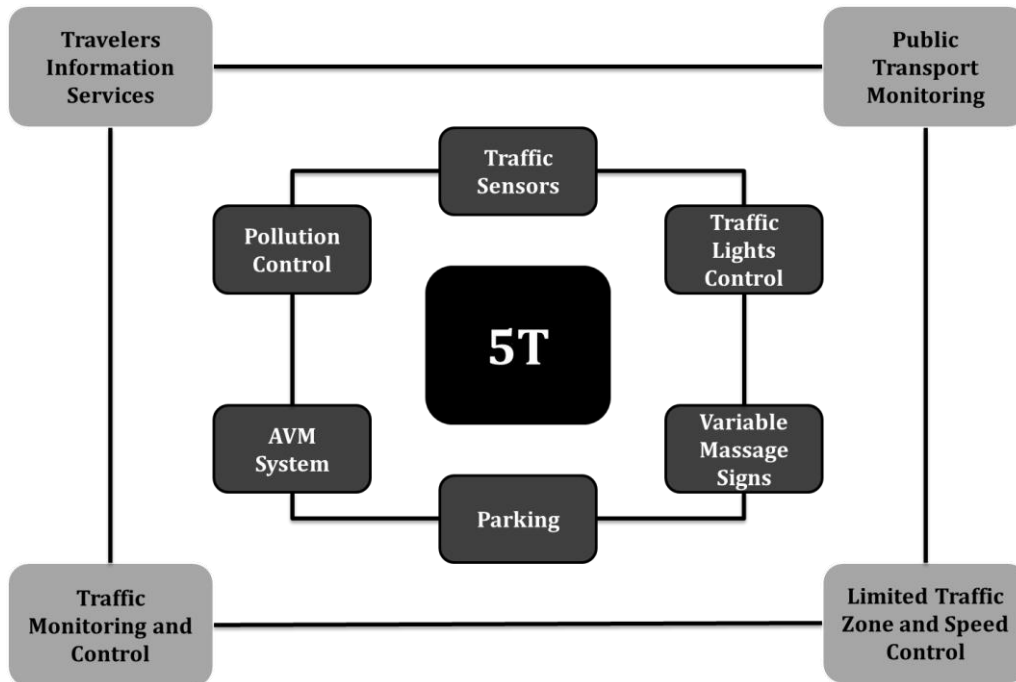 Travelers
Information
Services
Public
Transport
Monitoring
Traffic
Sensors
Pollution
Control
Traffic
Lights
Control
5T
AVM
System
Variable
Massage
Signs
Parking
Traffic
Monitoring and
Control
Limited Traffic
Zone and Speed
Control